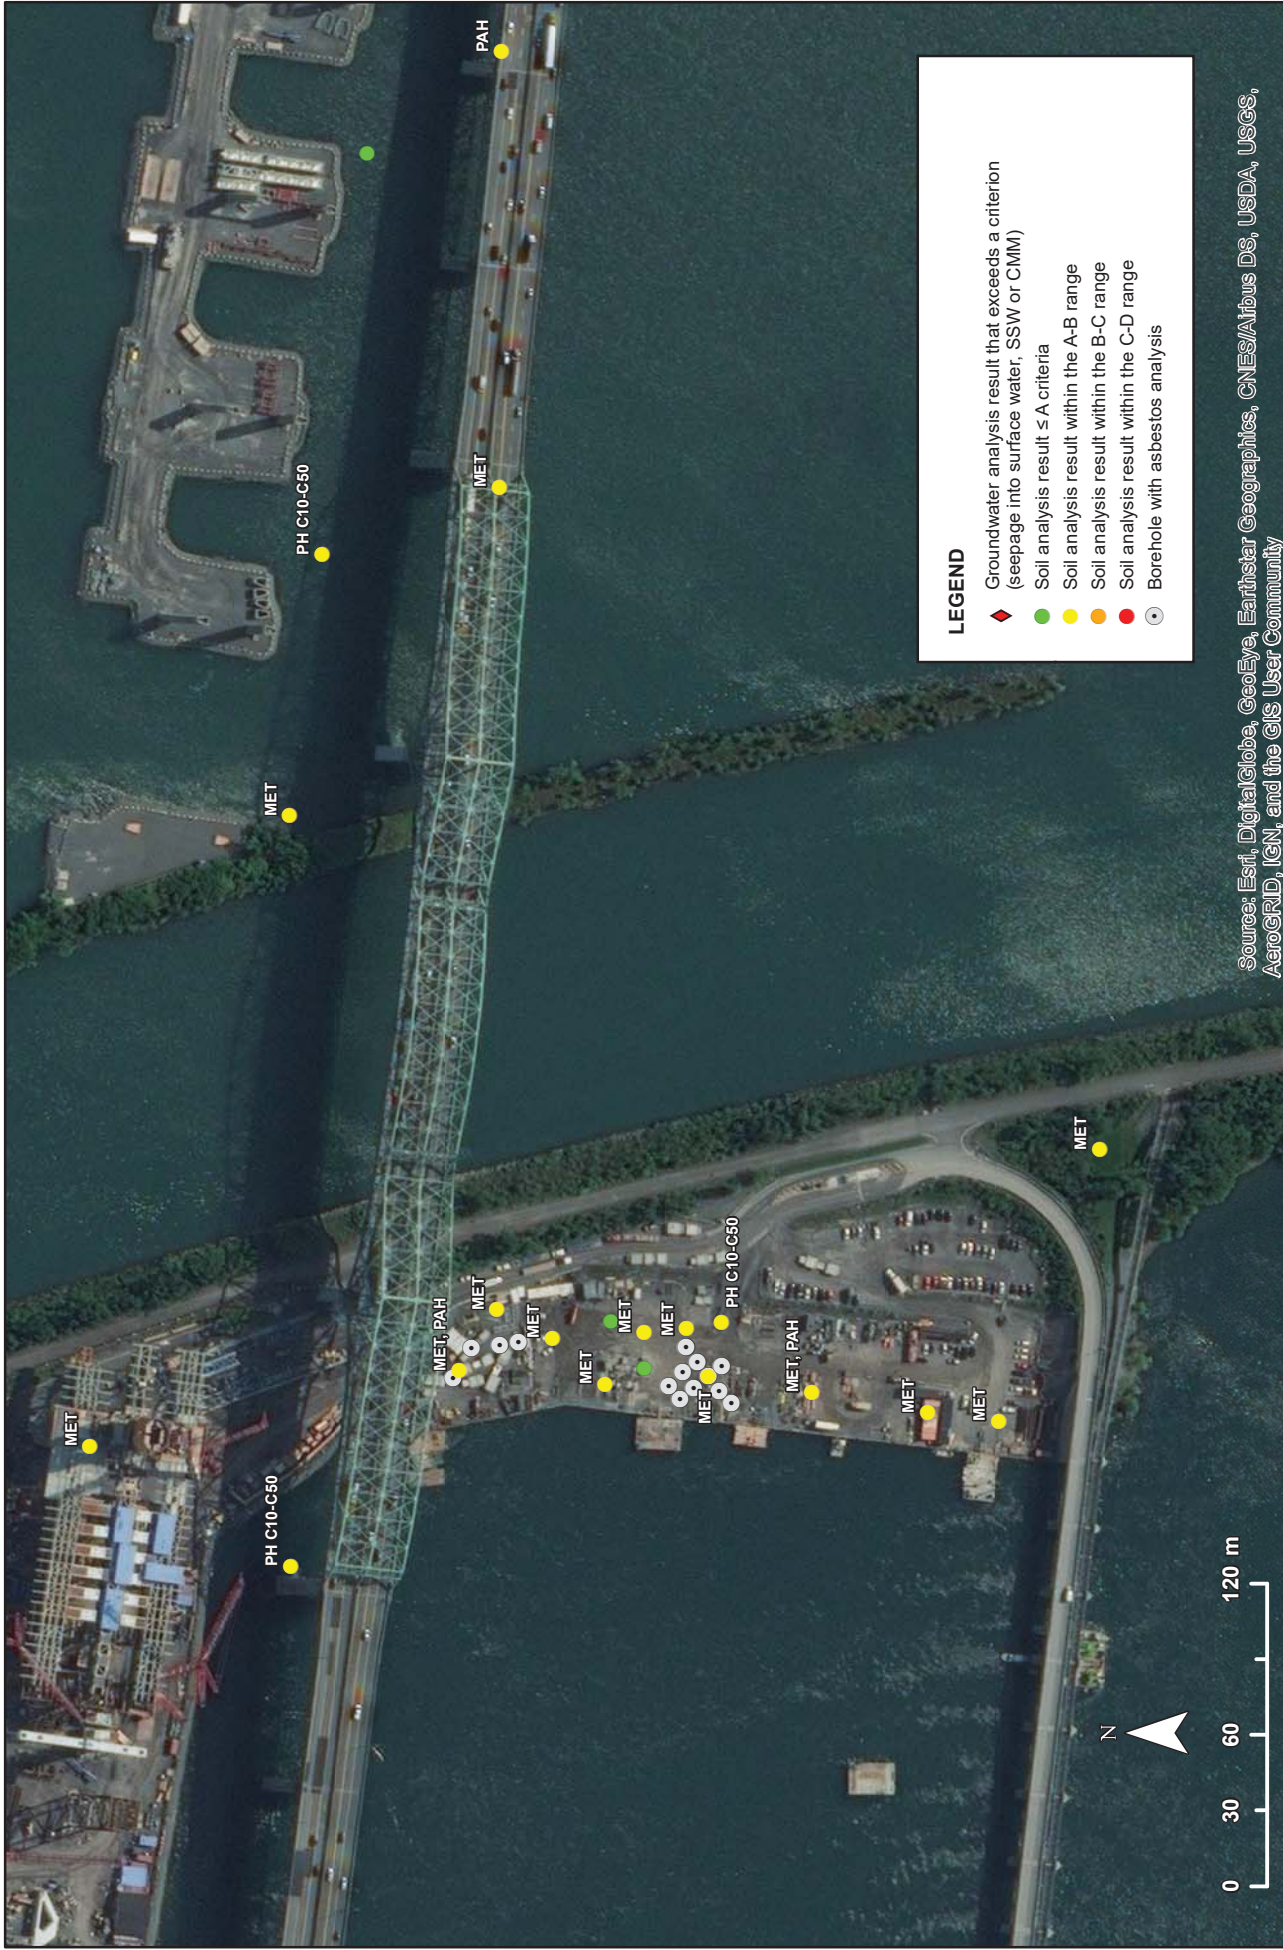 PAH
PH C10-C50
MET
MET
MET
PH C10-C50
MET, PAH
MET
MET
MET
MET
MET
MET
PH C10-C50
MET, PAH
MET
MET
MET
LEGEND
Groundwater analysis result that exceeds a criterion
(seepage into surface water, SSW or CMM)
Soil analysis result ≤ A criteria
Soil analysis result within the A-B range
Soil analysis result within the B-C range
Soil analysis result within the C-D range
Borehole with asbestos analysis
N
0 30 60 120 m
Source: Esri, DigitalGlobe, GeoEye, Earthstar Geographics, CNES/Airbus DS, USDA, USGS,
AeroGRID, IGN, and the GIS User Community